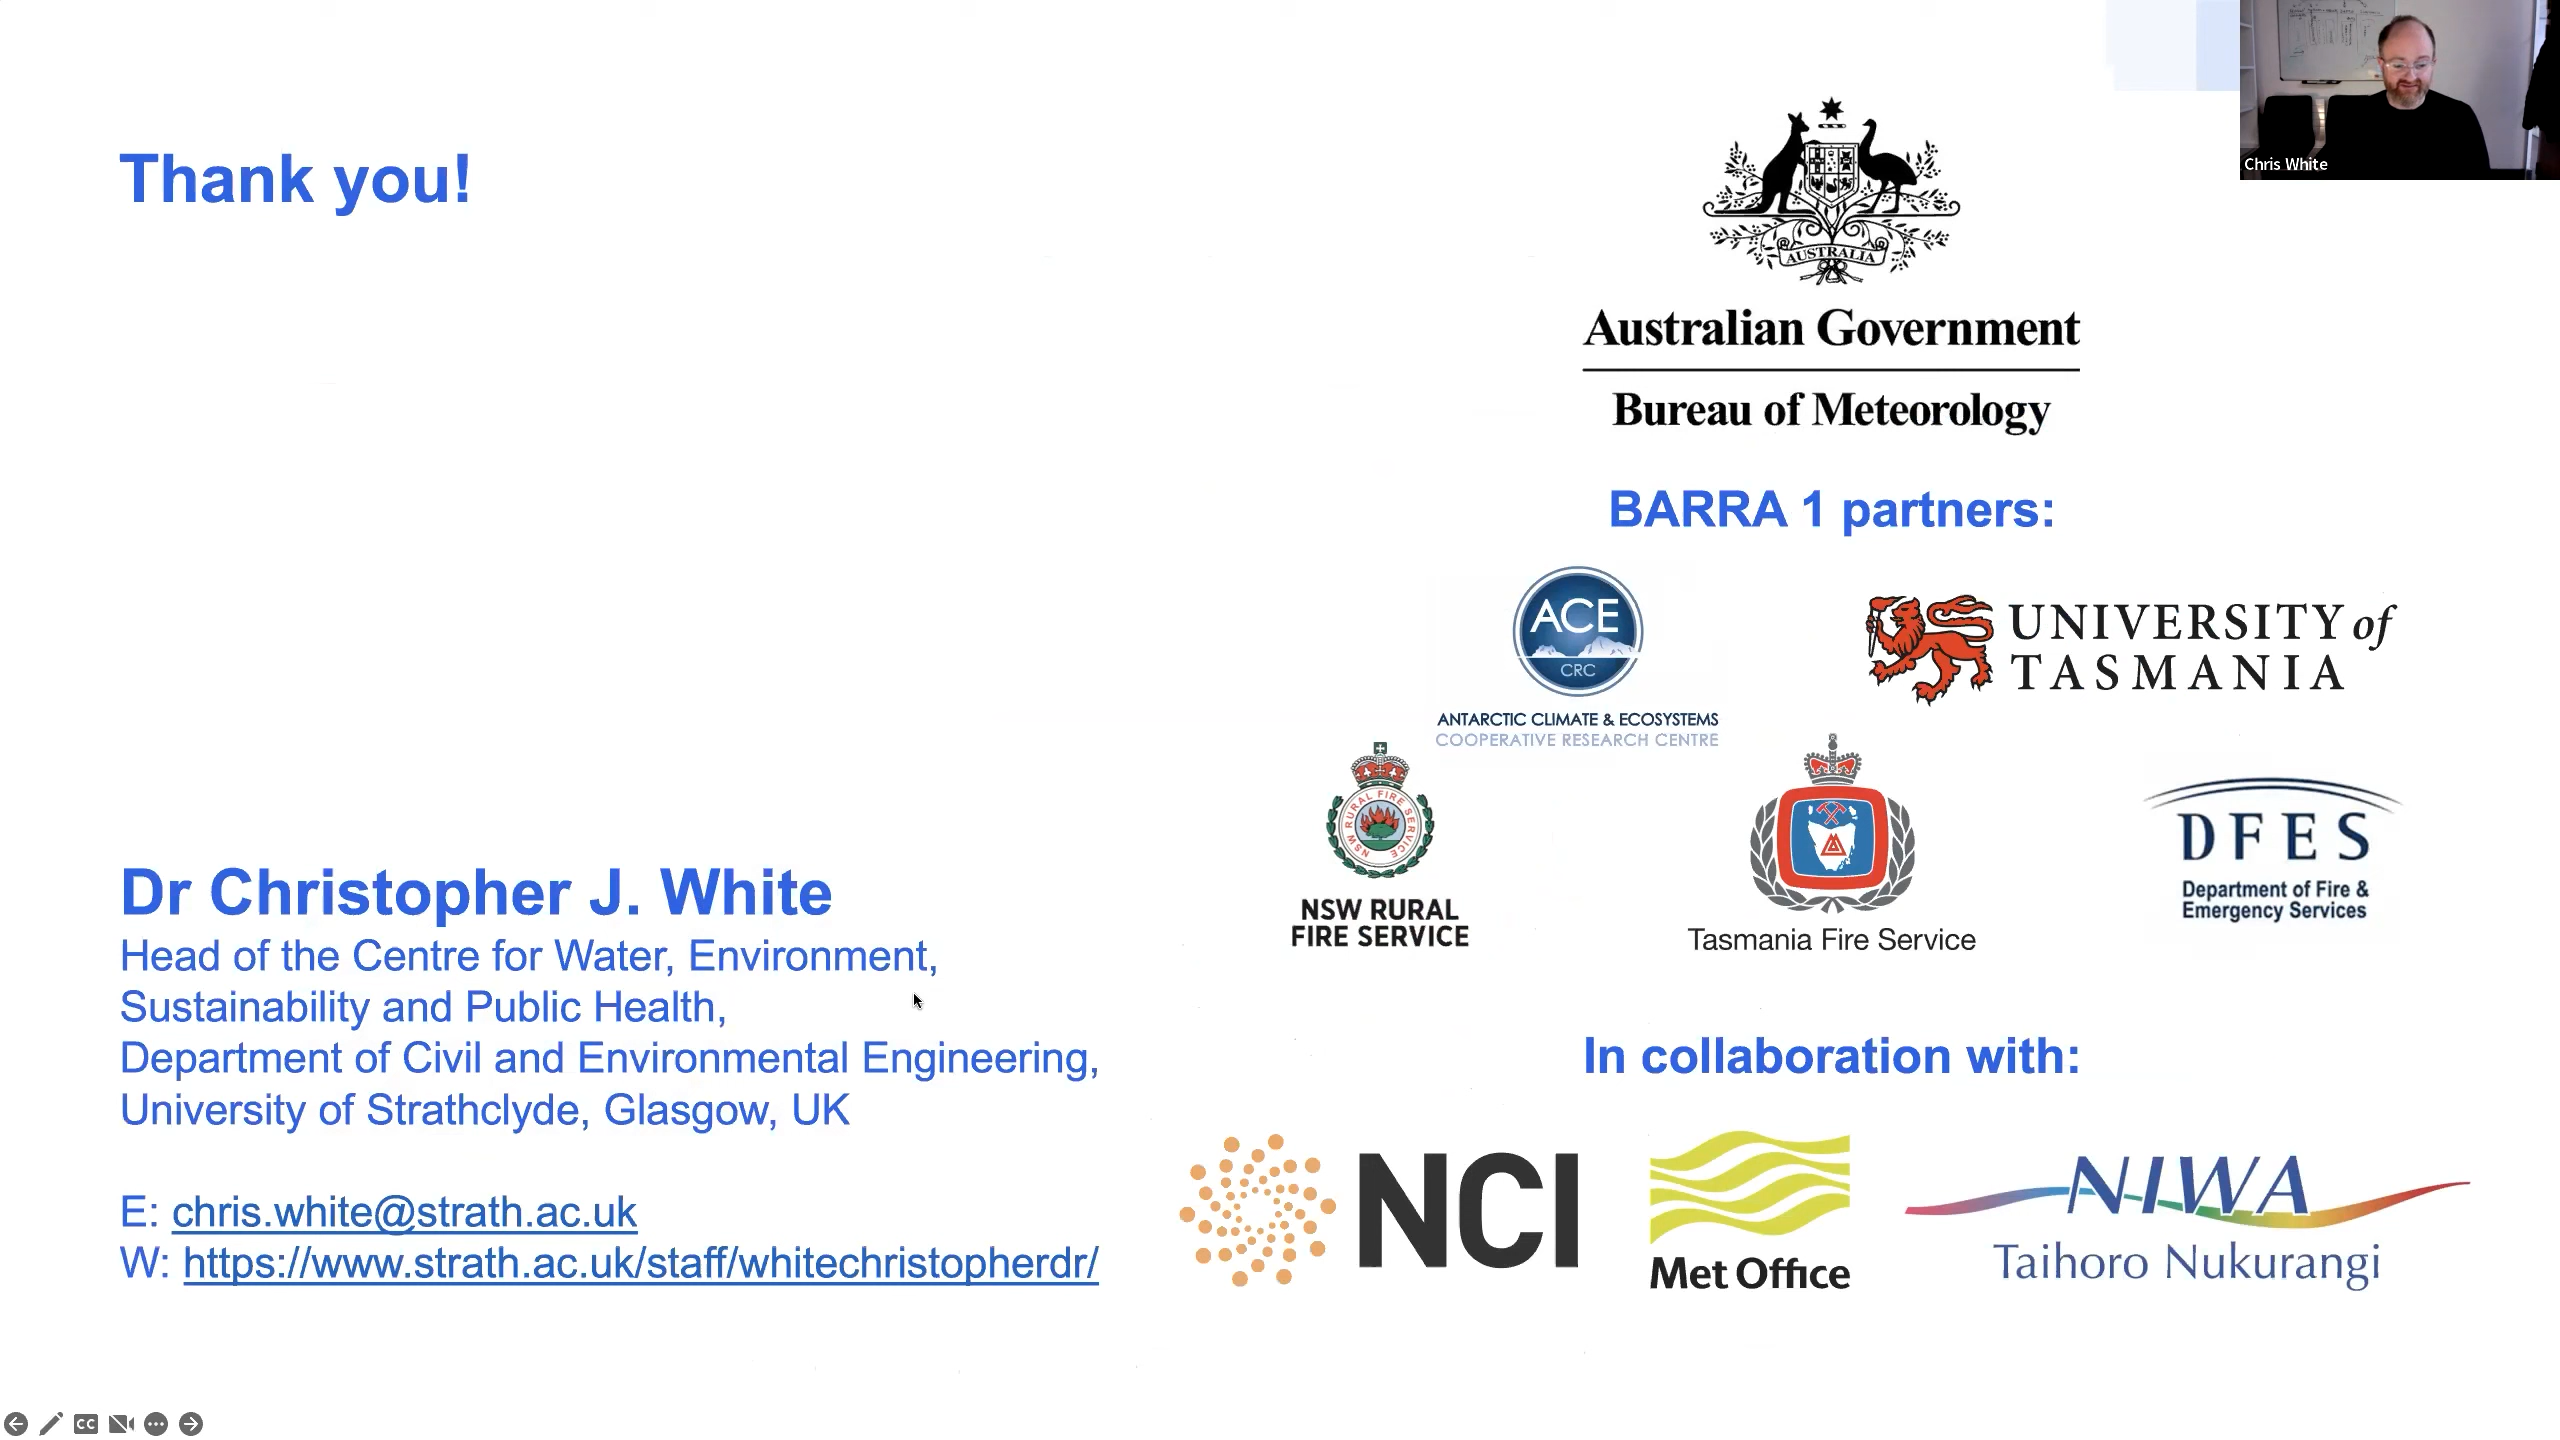 Thank you!
Chris White
AUSTRALIA
Australian Government
Bureau of Meteorology
BARRA 1 partners:
ACE
CRC
ANTARCTIC CLIMATE & ECOSYSTEMS
COOPERATIVE RESEARCH CENTRE
UNIVERSITY of
TASMANIA
NSW RURAL FIRE SERVICE
NSW RURAL
FIRE SERVICE
Tasmania Fire Service
DFES
Department of Fire &
Emergency Services
Dr Christopher J. White
Head of the Centre for Water, Environment,
Sustainability and Public Health,
Department of Civil and Environmental Engineering,
University of Strathclyde, Glasgow, UK
E: chris.white@strath.ac.uk
W: https://www.strath.ac.uk/staff/whitechristopherdr/
In collaboration with:
NCI
Met Office
NIWA
Taihoro Nukurangi
CC